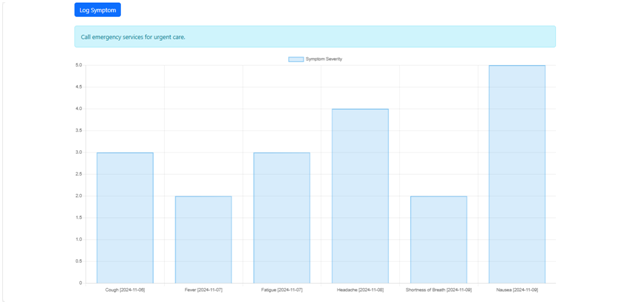 Log Symptom
Call emergency services for urgent care.
Symptom Severity
5.0
4.5
4.0
3.5
3.0
2.5
2.0
1.5
1.0
0.5
0
Cough [2024-11-06] Fever [2024-11-07] Fatigue [2024-11-07] Headache [2024-11-08] Shortness of Breath [2024-11-08] Nausea [2024-11-09]